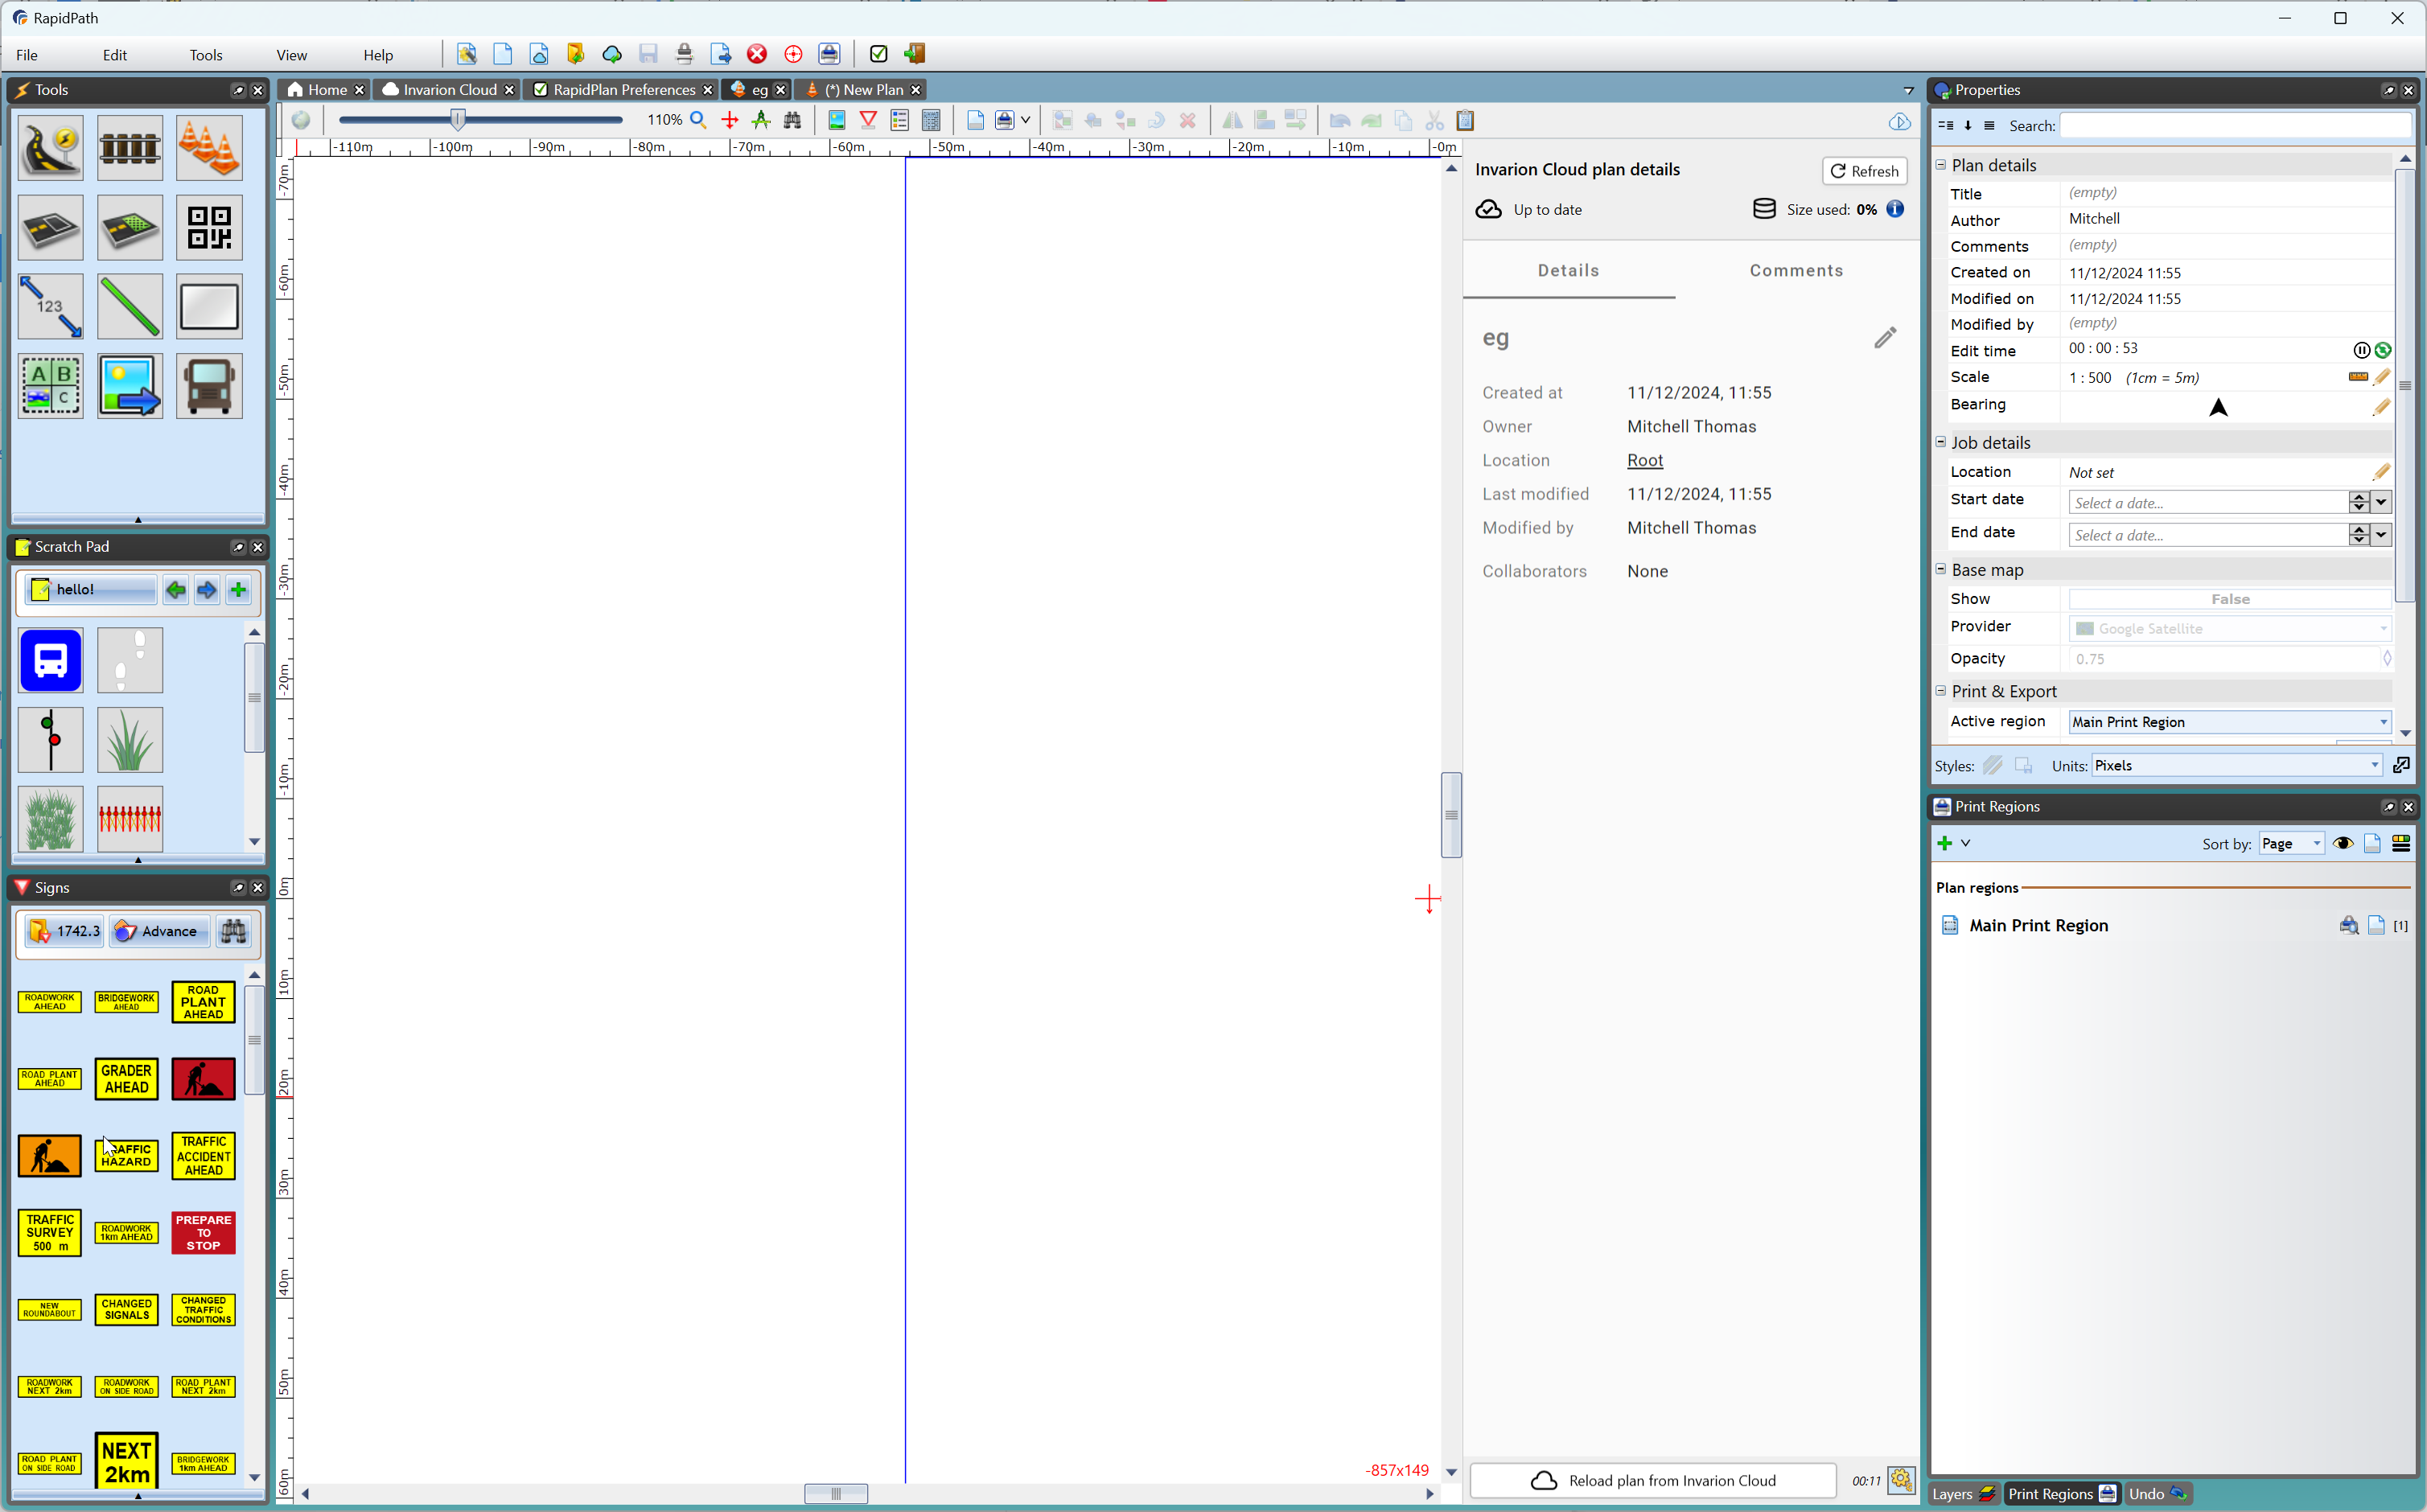 RapidPath
File Edit Tools View Help
Tools
Home Invarion Cloud RapidPlan Preferences eg (*) New Plan
110%
-110m -100m -90m -80m -70m -60m -50m -40m -30m -20m -10m -0m
-70m
-60m
-50m
-40m
-30m
-20m
-10m
0m
10m
20m
30m
40m
50m
60m
123
A B
C
Scratch Pad
hello!
Signs
1742.3 Advance
ROADWORK
AHEAD
BRIDGEWORK
AHEAD
ROAD
PLANT
AHEAD
ROAD PLANT
AHEAD
GRADER
AHEAD
TRAFFIC
HAZARD
TRAFFIC
ACCIDENT
AHEAD
TRAFFIC
SURVEY
500 m
ROADWORK
1km AHEAD
PREPARE
TO
STOP
NEW
ROUNDABOUT
CHANGED
SIGNALS
CHANGED
TRAFFIC
CONDITIONS
ROADWORK
NEXT 2km
ROADWORK
ON SIDE ROAD
ROAD PLANT
NEXT 2km
ROAD PLANT
ON SIDE ROAD
NEXT
2km
BRIDGEWORK
1km AHEAD
-857x149
Invarion Cloud plan details
Refresh
Up to date
Size used: 0%
Details Comments
eg
Created at 11/12/2024, 11:55
Owner Mitchell Thomas
Location Root
Last modified 11/12/2024, 11:55
Modified by Mitchell Thomas
Collaborators None
Reload plan from Invarion Cloud
00:11
Properties
Search:
Plan details
Title (empty)
Author Mitchell
Comments (empty)
Created on 11/12/2024 11:55
Modified on 11/12/2024 11:55
Modified by (empty)
Edit time 00 : 00 : 53
Scale 1 : 500 (1cm = 5m)
Bearing
Job details
Location Not set
Start date Select a date...
End date Select a date...
Base map
Show False
Provider Google Satellite
Opacity 0.75
Print & Export
Active region Main Print Region
Styles: Units: Pixels
Print Regions
Sort by: Page
Plan regions
Main Print Region [1]
Layers Print Regions Undo